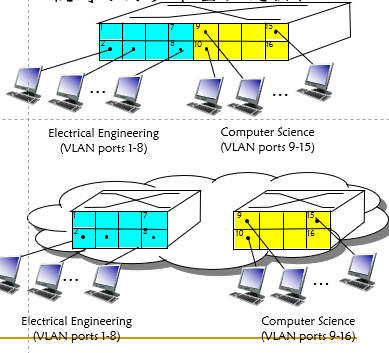 1 7 9 15
2 8 10 16
...
...
Electrical Engineering
(VLAN ports 1-8)
Computer Science
(VLAN ports 9-15)
1 7 9 15
2 8 10 16
...
...
Electrical Engineering
(VLAN ports 1-8)
Computer Science
(VLAN ports 9-16)